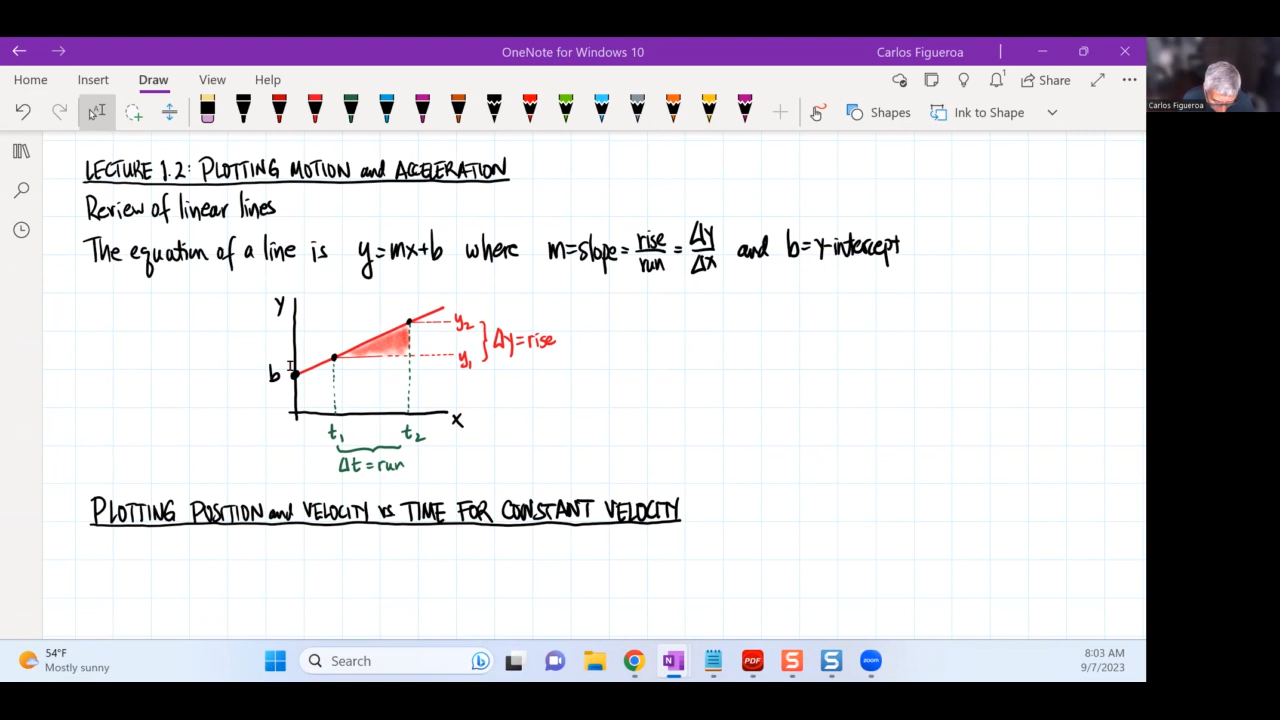 OneNote for Windows 10
Carlos Figueroa
Home Insert Draw View Help
Share
Shapes
Ink to Shape
Carlos Figueroa
LECTURE 1.2: PLOTTING MOTION and ACCELERATION
Review of linear lines
The equation of a line is y=mx+b where m=slope= rise/run = Δy/Δx and b=y-intercept
y
y₂
Δy=rise
y₁
b
x
t₁ t₂
Δt=run
PLOTTING POSITION and VELOCITY vs TIME FOR CONSTANT VELOCITY
54°F
Mostly sunny
Search
PDF
S
S
zoom
8:03 AM
9/7/2023